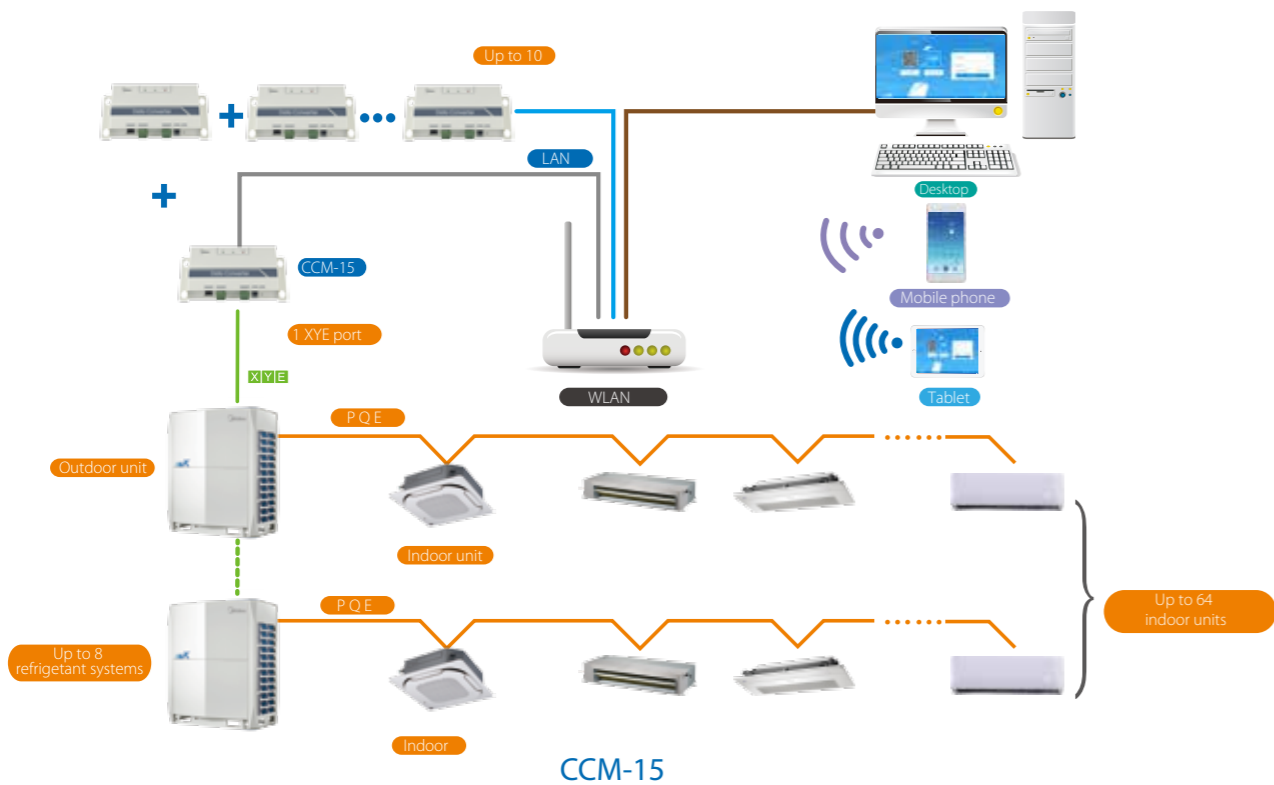 Up to 10
LAN
Desktop
CCM-15
Mobile phone
1 XYE port
X Y E
WLAN
Tablet
P Q E
Outdoor unit
Indoor unit
P Q E
Up to 64
indoor units
Up to 8
refrigetant systems
Indoor
CCM-15